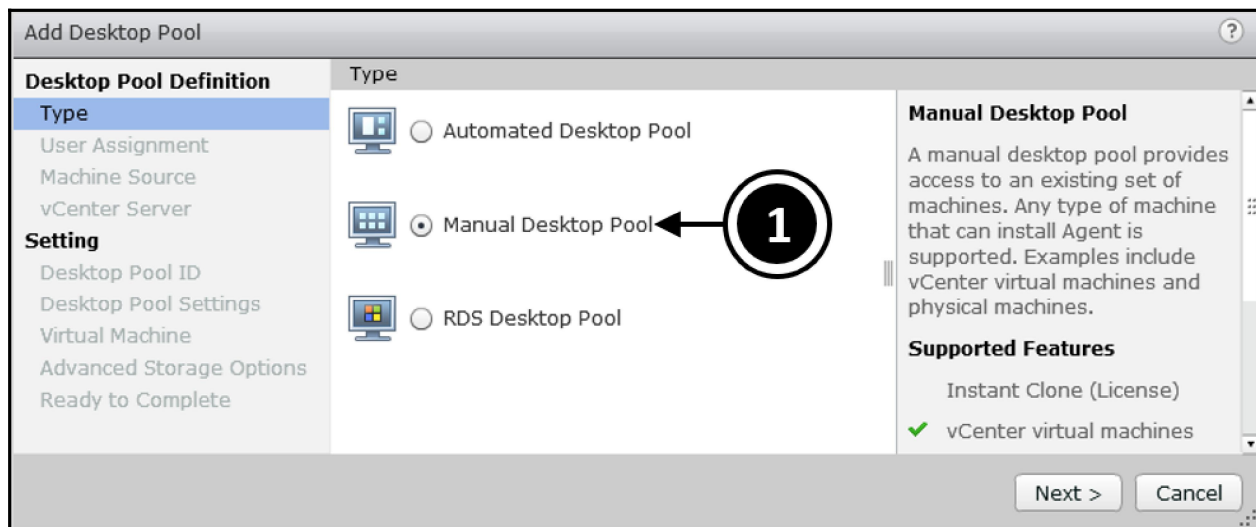 Add Desktop Pool
?
Desktop Pool Definition
Type
User Assignment
Machine Source
vCenter Server
Setting
Desktop Pool ID
Desktop Pool Settings
Virtual Machine
Advanced Storage Options
Ready to Complete
Type
Automated Desktop Pool
Manual Desktop Pool
1
RDS Desktop Pool
Manual Desktop Pool
A manual desktop pool provides
access to an existing set of
machines. Any type of machine
that can install Agent is
supported. Examples include
vCenter virtual machines and
physical machines.
Supported Features
Instant Clone (License)
vCenter virtual machines
Next >
Cancel